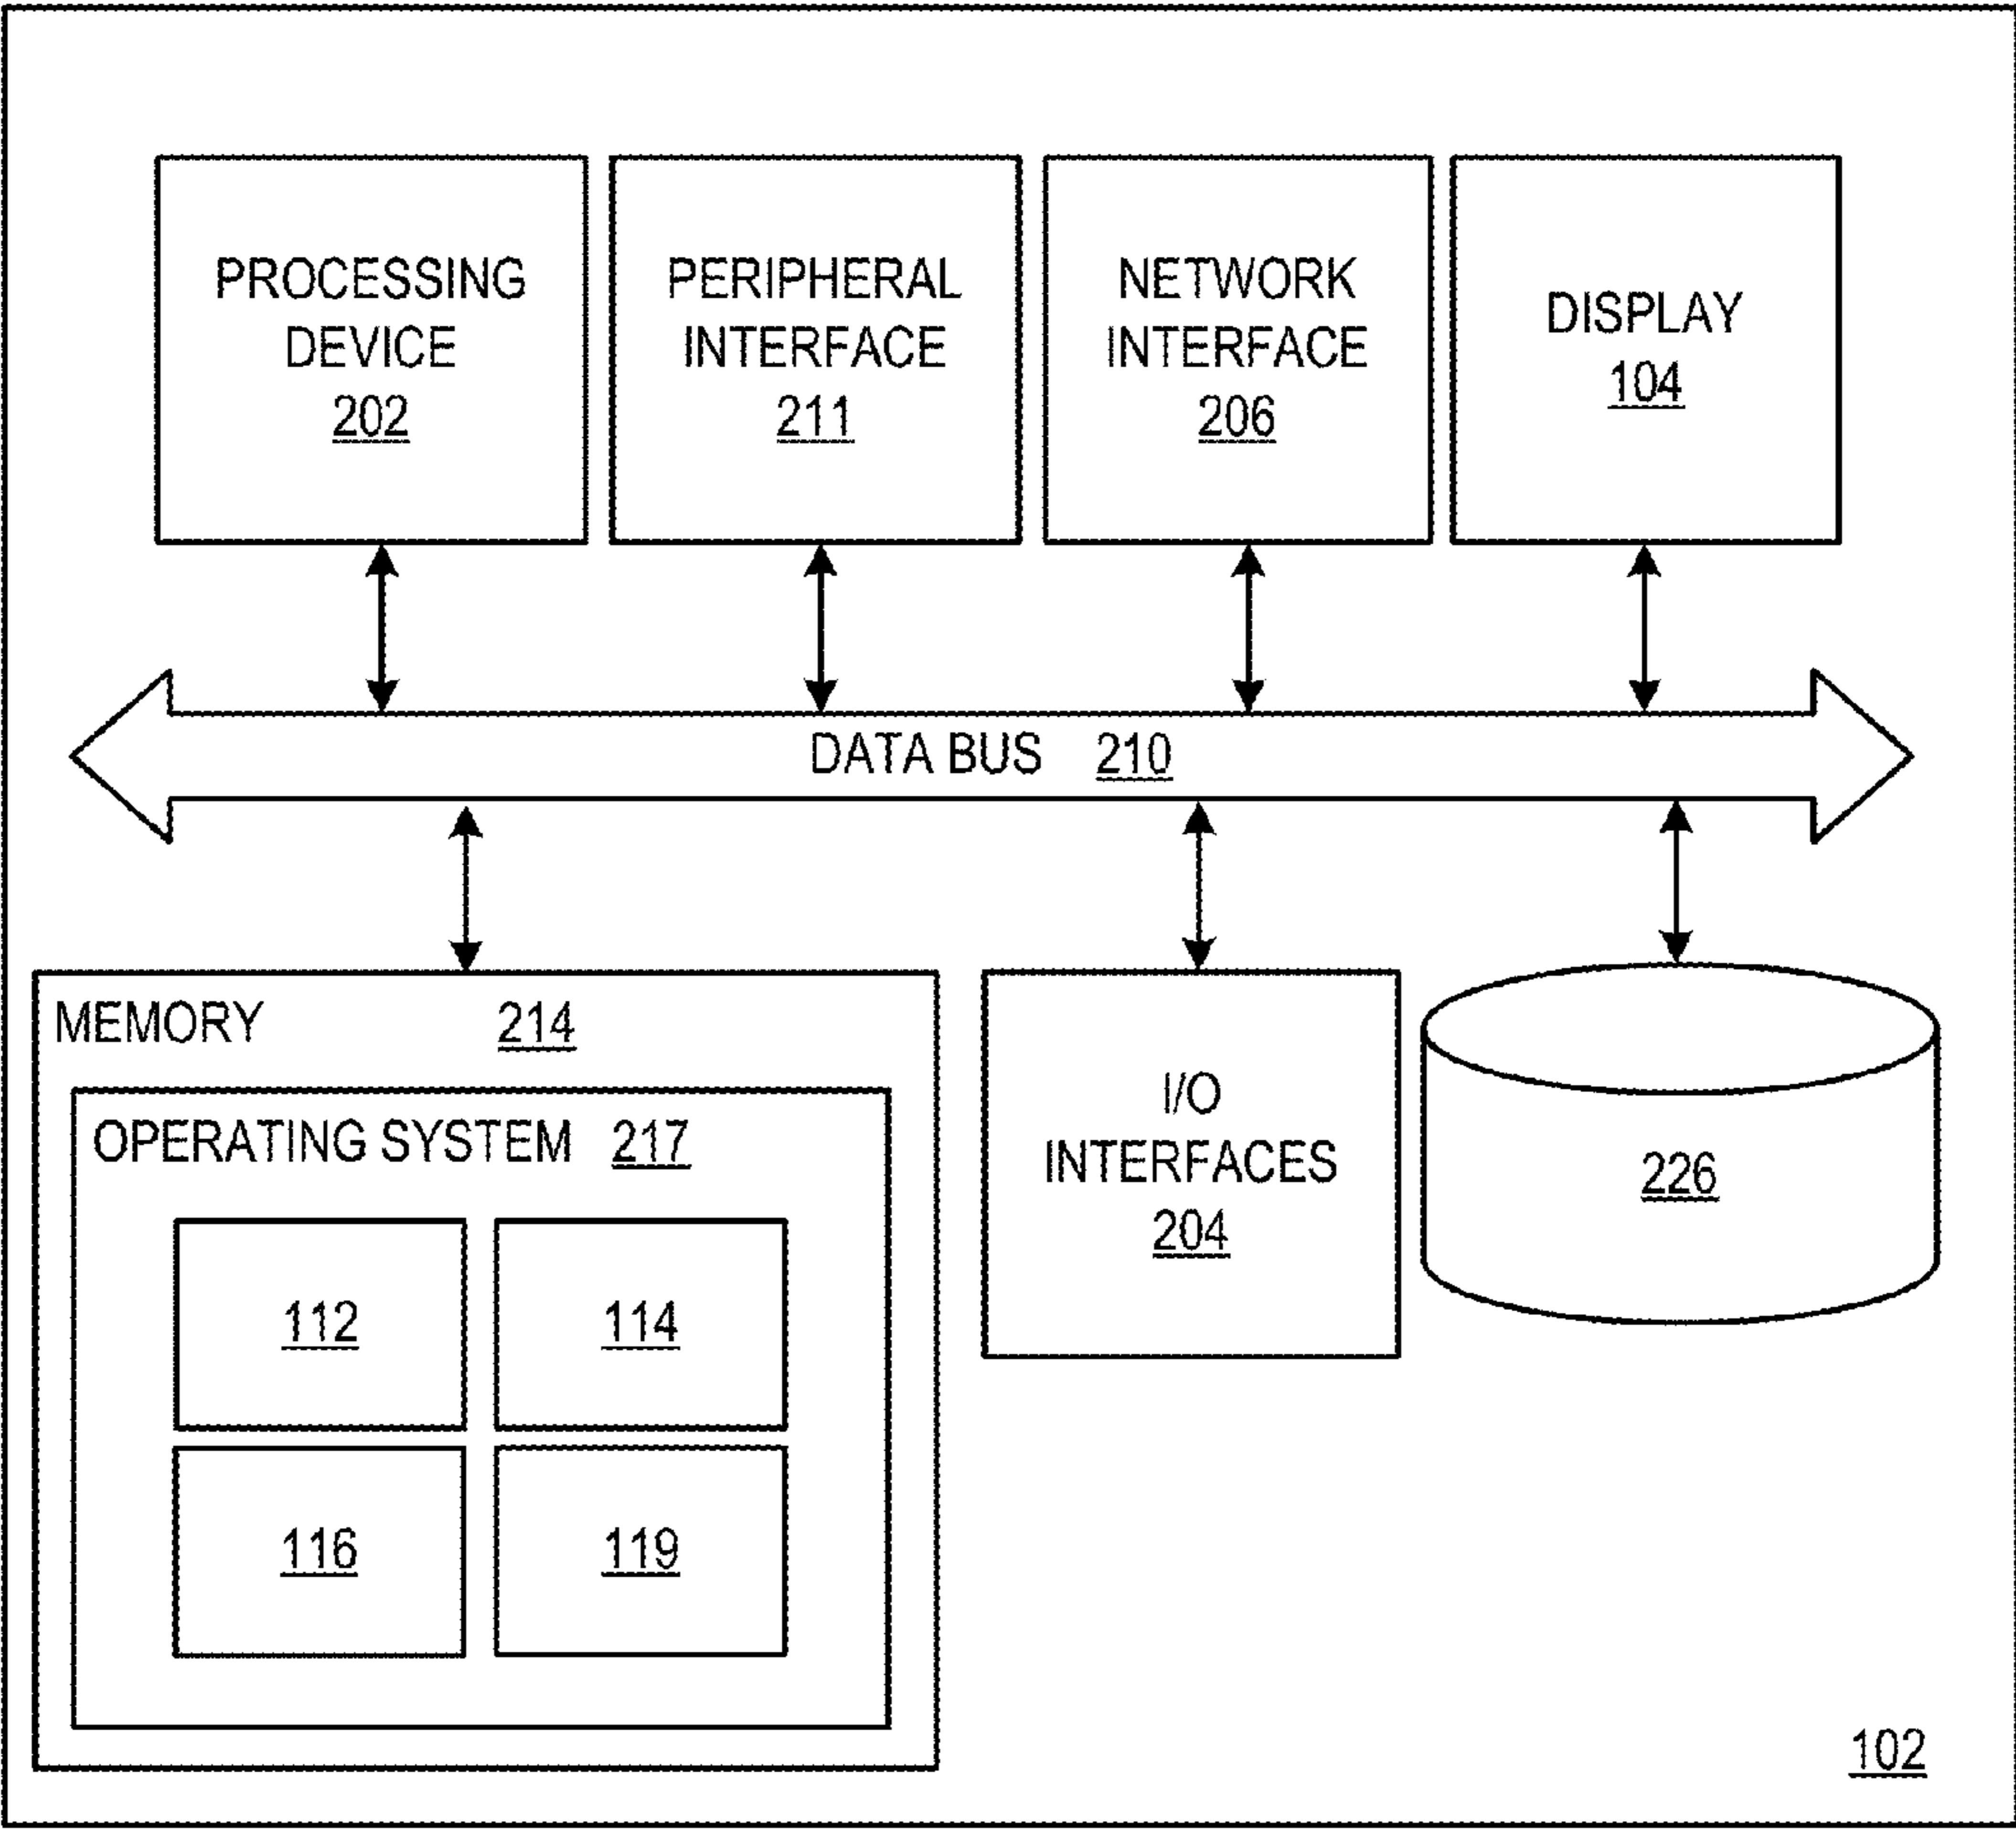 PROCESSING
DEVICE
202
PERIPHERAL
INTERFACE
211
NETWORK
INTERFACE
206
DISPLAY
104
DATA BUS 210
MEMORY 214
OPERATING SYSTEM 217
112
114
116
119
I/O
INTERFACES
204
226
102